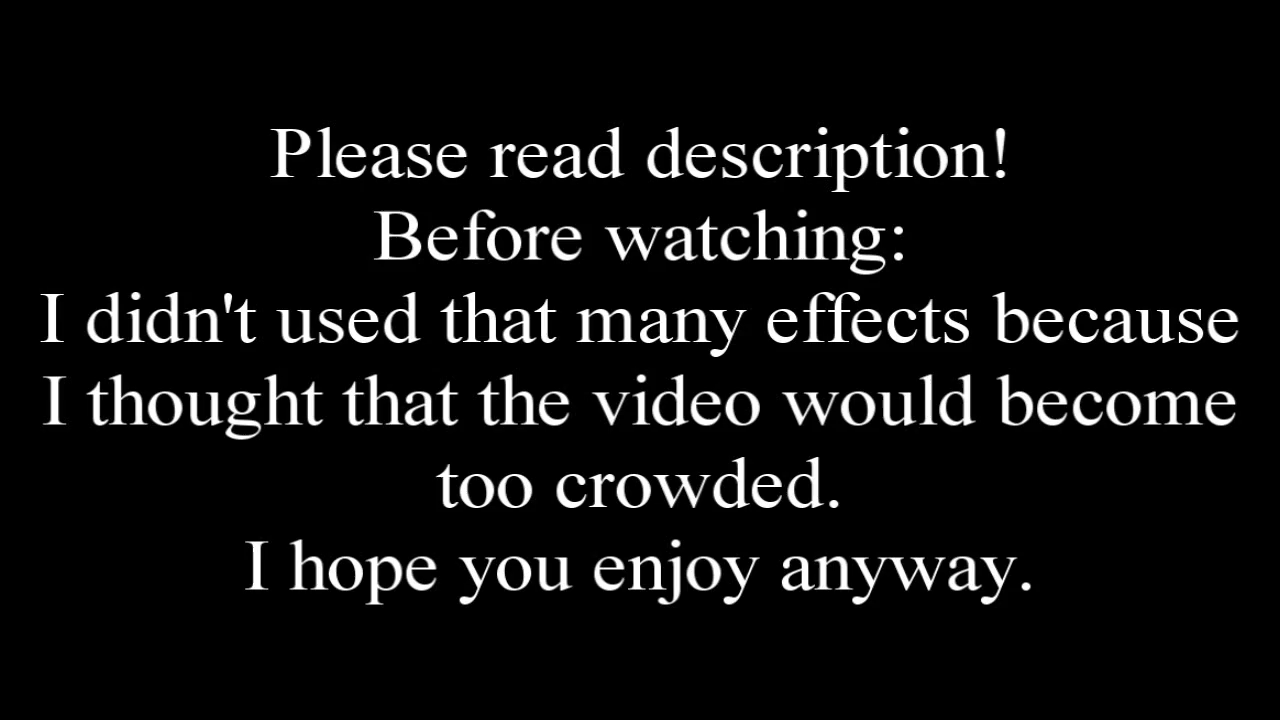 Please read description!
Before watching:
I didn't used that many effects because
I thought that the video would become
too crowded.
I hope you enjoy anyway.